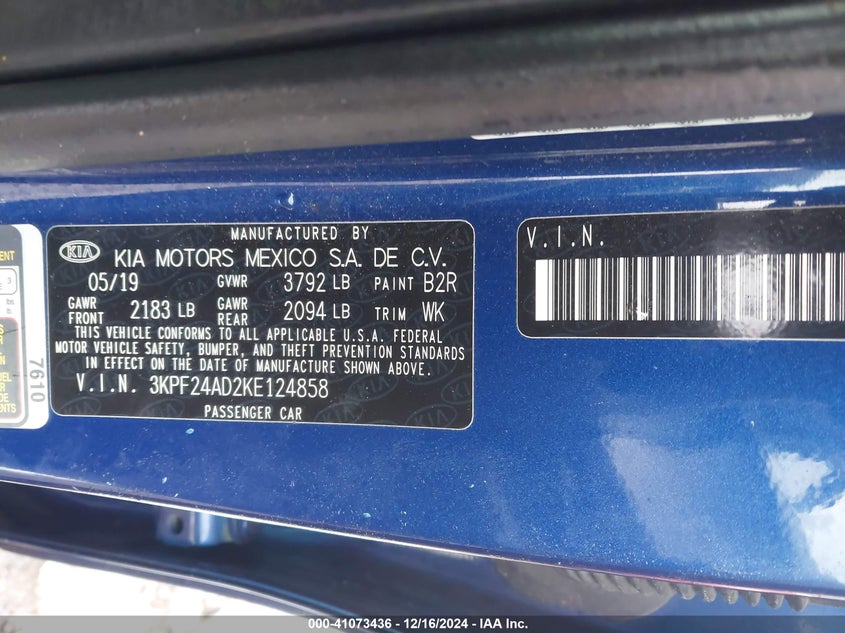 MANUFACTURED BY
KIA KIA MOTORS MEXICO S.A. DE C.V.
05/19 GVWR 3792 LB PAINT B2R
GAWR FRONT 2183 LB GAWR REAR 2094 LB TRIM WK
THIS VEHICLE CONFORMS TO ALL APPLICABLE U.S.A. FEDERAL
MOTOR VEHICLE SAFETY, BUMPER, AND THEFT PREVENTION STANDARDS
IN EFFECT ON THE DATE OF MANUFACTURE SHOWN ABOVE.
V.I.N. 3KPF24AD2KE124858
PASSENGER CAR
V.I.N.
7610
000-41073436 - 12/16/2024 - IAA Inc.